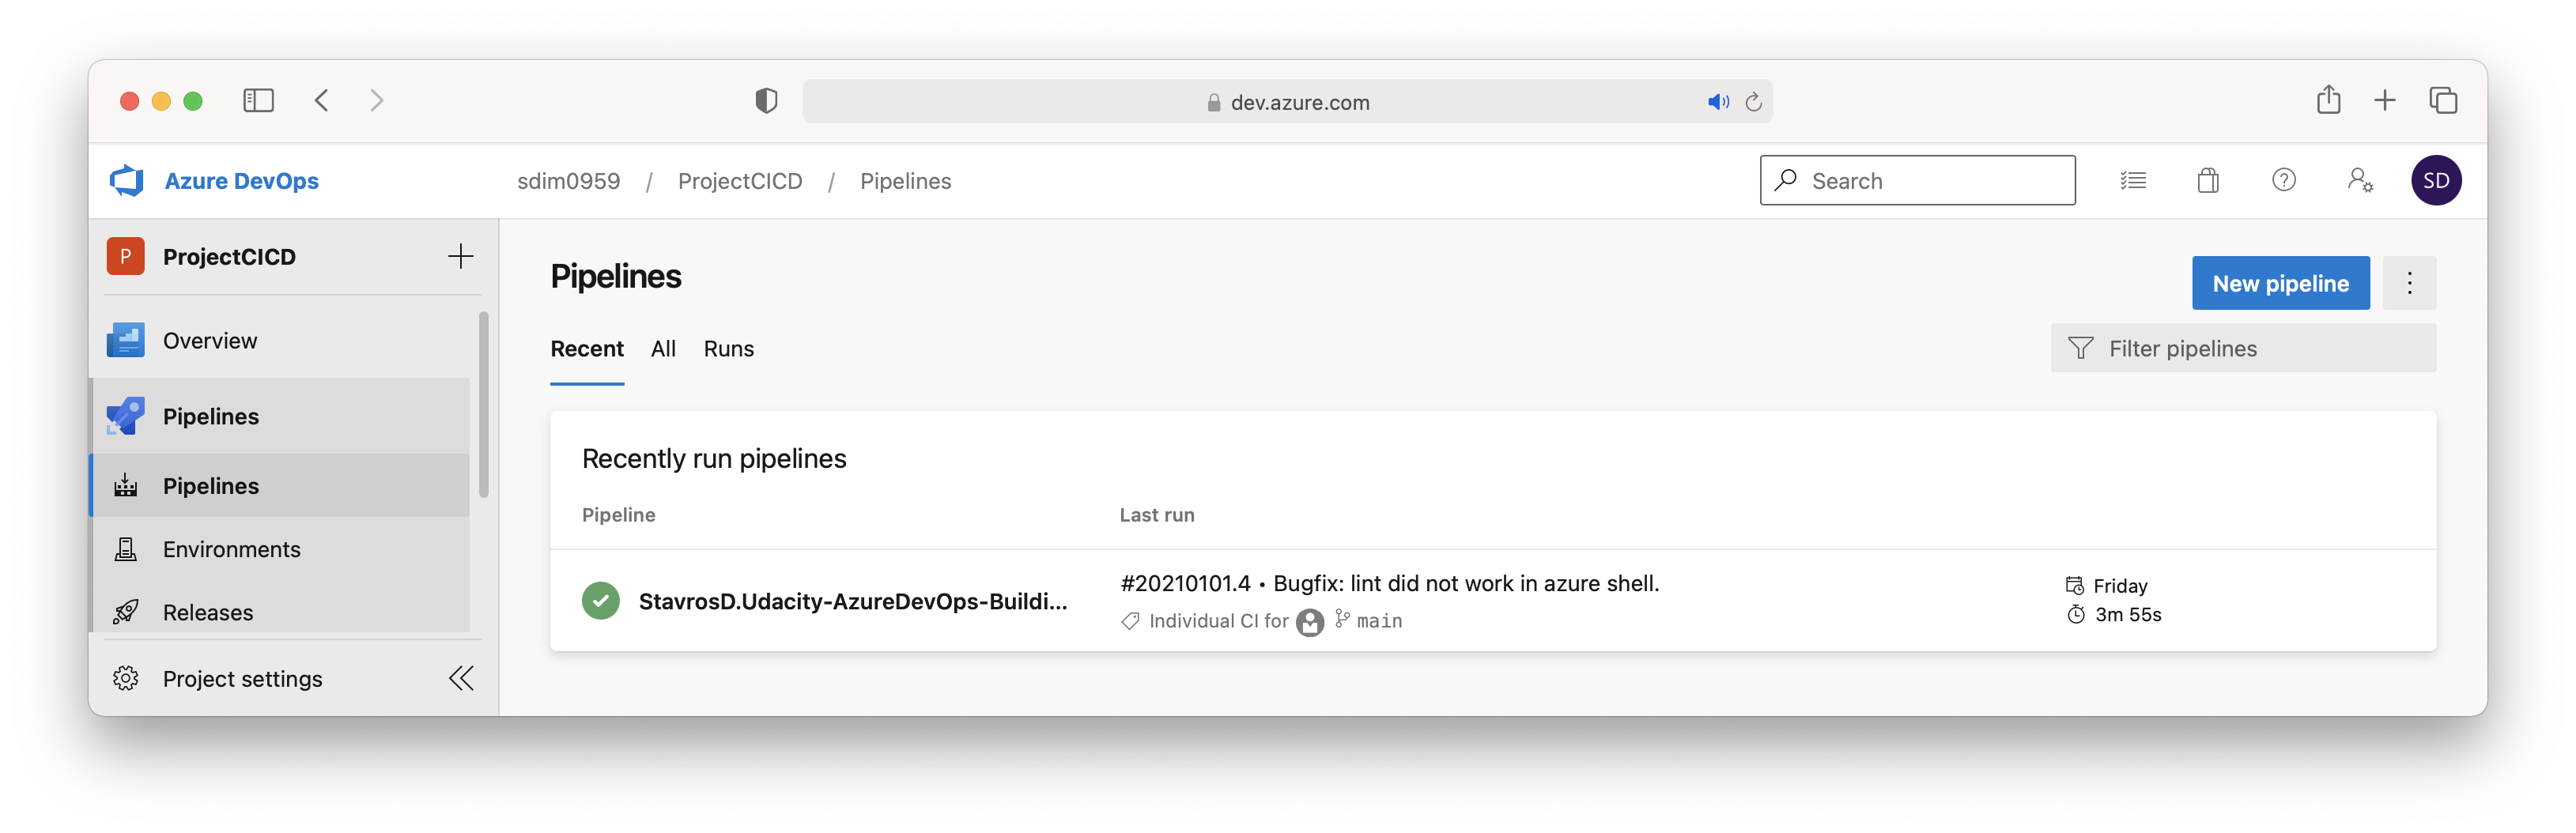 dev.azure.com
Azure DevOps
sdim0959 / ProjectCICD / Pipelines
Search
SD
P ProjectCICD
Overview
Pipelines
Pipelines
Environments
Releases
Project settings
Pipelines
New pipeline
Recent All Runs
Filter pipelines
Recently run pipelines
Pipeline Last run
StavrosD.Udacity-AzureDevOps-Buildi...
#20210101.4 • Bugfix: lint did not work in azure shell.
Individual CI for main
Friday
3m 55s